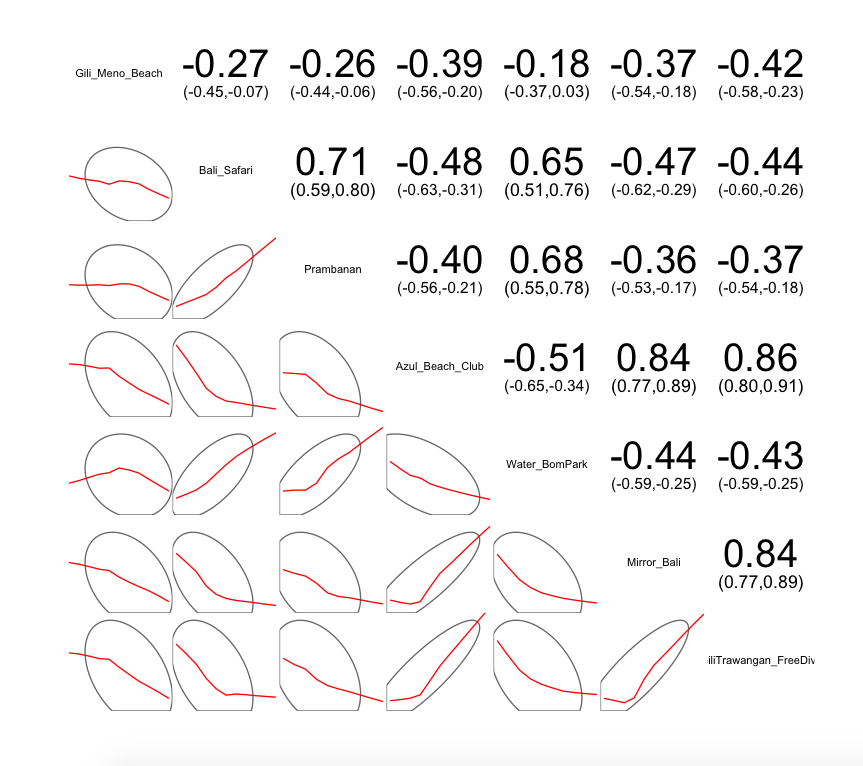 Gili_Meno_Beach -0.27 -0.26 -0.39 -0.18 -0.37 -0.42
(-0.45,-0.07) (-0.44,-0.06) (-0.56,-0.20) (-0.37,0.03) (-0.54,-0.18) (-0.58,-0.23)
Bali_Safari 0.71 -0.48 0.65 -0.47 -0.44
(0.59,0.80) (-0.63,-0.31) (0.51,0.76) (-0.62,-0.29) (-0.60,-0.26)
Prambanan -0.40 0.68 -0.36 -0.37
(-0.56,-0.21) (0.55,0.78) (-0.53,-0.17) (-0.54,-0.18)
Azul_Beach_Club -0.51 0.84 0.86
(-0.65,-0.34) (0.77,0.89) (0.80,0.91)
Water_BomPark -0.44 -0.43
(-0.59,-0.25) (-0.59,-0.25)
Mirror_Bali 0.84
(0.77,0.89)
iliTrawangan_FreeDiv